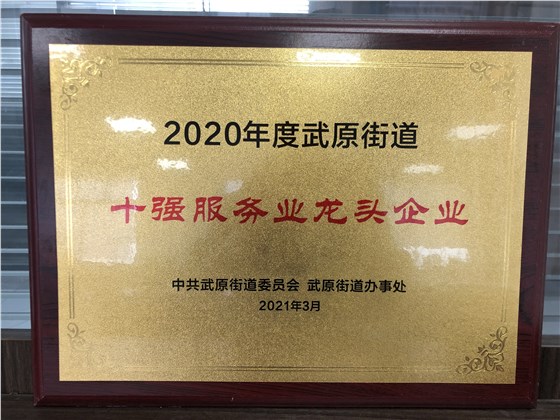 2020年度武原街道
十强服务业龙头企业
中共武原街道委员会 武原街道办事处
2021年3月